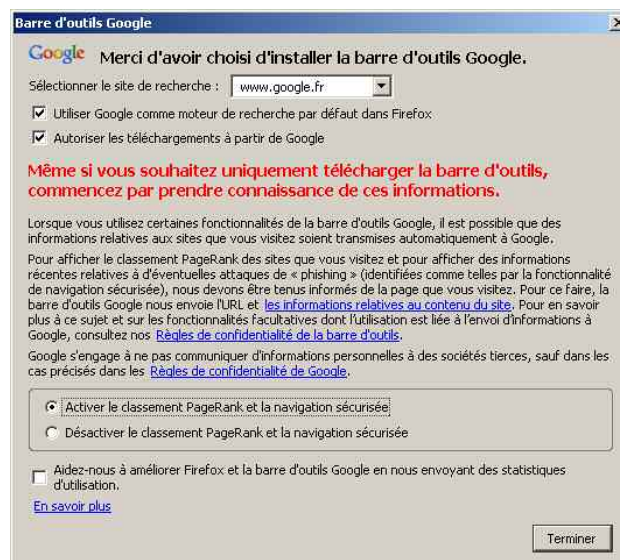 Barre d'outils Google
Google Merci d'avoir choisi d'installer la barre d'outils Google.
Sélectionner le site de recherche : www.google.fr
Utiliser Google comme moteur de recherche par défaut dans Firefox
Autoriser les téléchargements à partir de Google
Même si vous souhaitez uniquement télécharger la barre d'outils,
commencez par prendre connaissance de ces informations.
Lorsque vous utilisez certaines fonctionnalités de la barre d'outils Google, il est possible que des
informations relatives aux sites que vous visitez soient transmises automatiquement à Google.
Pour afficher le classement PageRank des sites que vous visitez et pour afficher des informations
récentes relatives à d'éventuelles attaques de « phishing » (identifiées comme telles par la fonctionnalité
de navigation sécurisée), nous devons être tenus informés de la page que vous visitez. Pour ce faire, la
barre d'outils Google nous envoie l'URL et les informations relatives au contenu du site. Pour en savoir
plus à ce sujet et sur les fonctionnalités facultatives dont l'utilisation est liée à l'envoi d'informations à
Google, consultez nos Règles de confidentialité de la barre d'outils.
Google s'engage à ne pas communiquer d'informations personnelles à des sociétés tierces, sauf dans les
cas précisés dans les Règles de confidentialité de Google.
Activer le classement PageRank et la navigation sécurisée
Désactiver le classement PageRank et la navigation sécurisée
Aidez-nous à améliorer Firefox et la barre d'outils Google en nous envoyant des statistiques
d'utilisation.
En savoir plus
Terminer